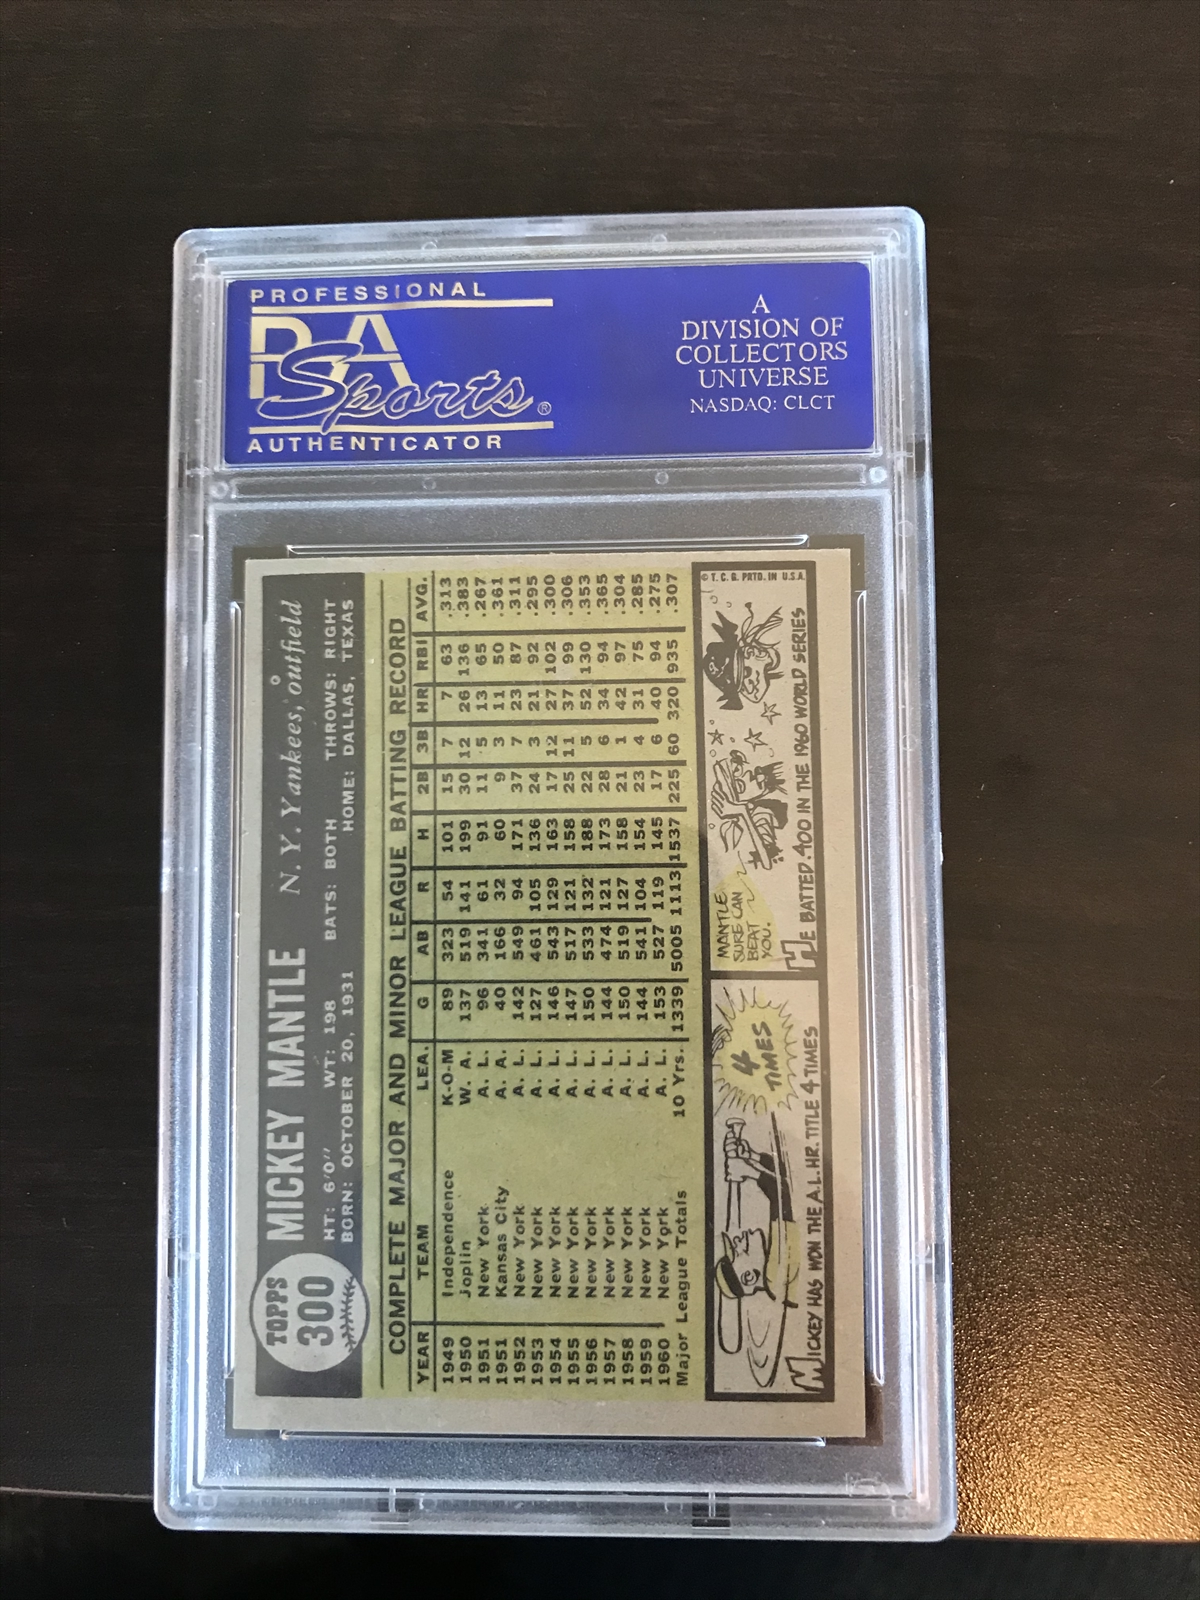 PROFESSIONAL
PSA
Sports®
AUTHENTICATOR
A
DIVISION OF
COLLECTORS
UNIVERSE
NASDAQ: CLCT
TOPPS
300
MICKEY MANTLE N. Y. Yankees, outfield
HT: 6'0" WT: 198 BATS: BOTH THROWS: RIGHT
BORN: OCTOBER 20, 1931 HOME: DALLAS, TEXAS
COMPLETE MAJOR AND MINOR LEAGUE BATTING RECORD
YEAR TEAM LEA. G AB R H 2B 3B HR RBI AVG.
1949 Independence K-O-M 89 323 54 101 15 7 7 63 .313
1950 Joplin W. A. 137 519 141 199 30 12 26 136 .383
1951 New York A. L. 96 341 61 91 11 5 13 65 .267
1951 Kansas City A. A. 40 166 32 60 9 3 11 50 .361
1952 New York A. L. 142 549 94 171 37 7 23 87 .311
1953 New York A. L. 127 461 105 136 24 3 21 92 .295
1954 New York A. L. 146 543 129 163 17 12 27 102 .300
1955 New York A. L. 147 517 121 158 25 11 37 99 .306
1956 New York A. L. 150 533 132 188 22 5 52 130 .353
1957 New York A. L. 144 474 121 173 28 6 34 94 .365
1958 New York A. L. 150 519 127 158 21 1 42 97 .304
1959 New York A. L. 144 541 104 154 23 4 31 75 .285
1960 New York A. L. 153 527 119 145 17 6 40 94 .275
Major League Totals 10 Yrs. 1339 5005 1113 1537 225 60 320 935 .307
4
TIMES
MICKEY HAS WON THE A.L. HR. TITLE 4 TIMES
MANTLE
SURE CAN
BEAT
YOU.
HE BATTED .400 IN THE 1960 WORLD SERIES
© T. C. G. PRTD. IN U.S.A.